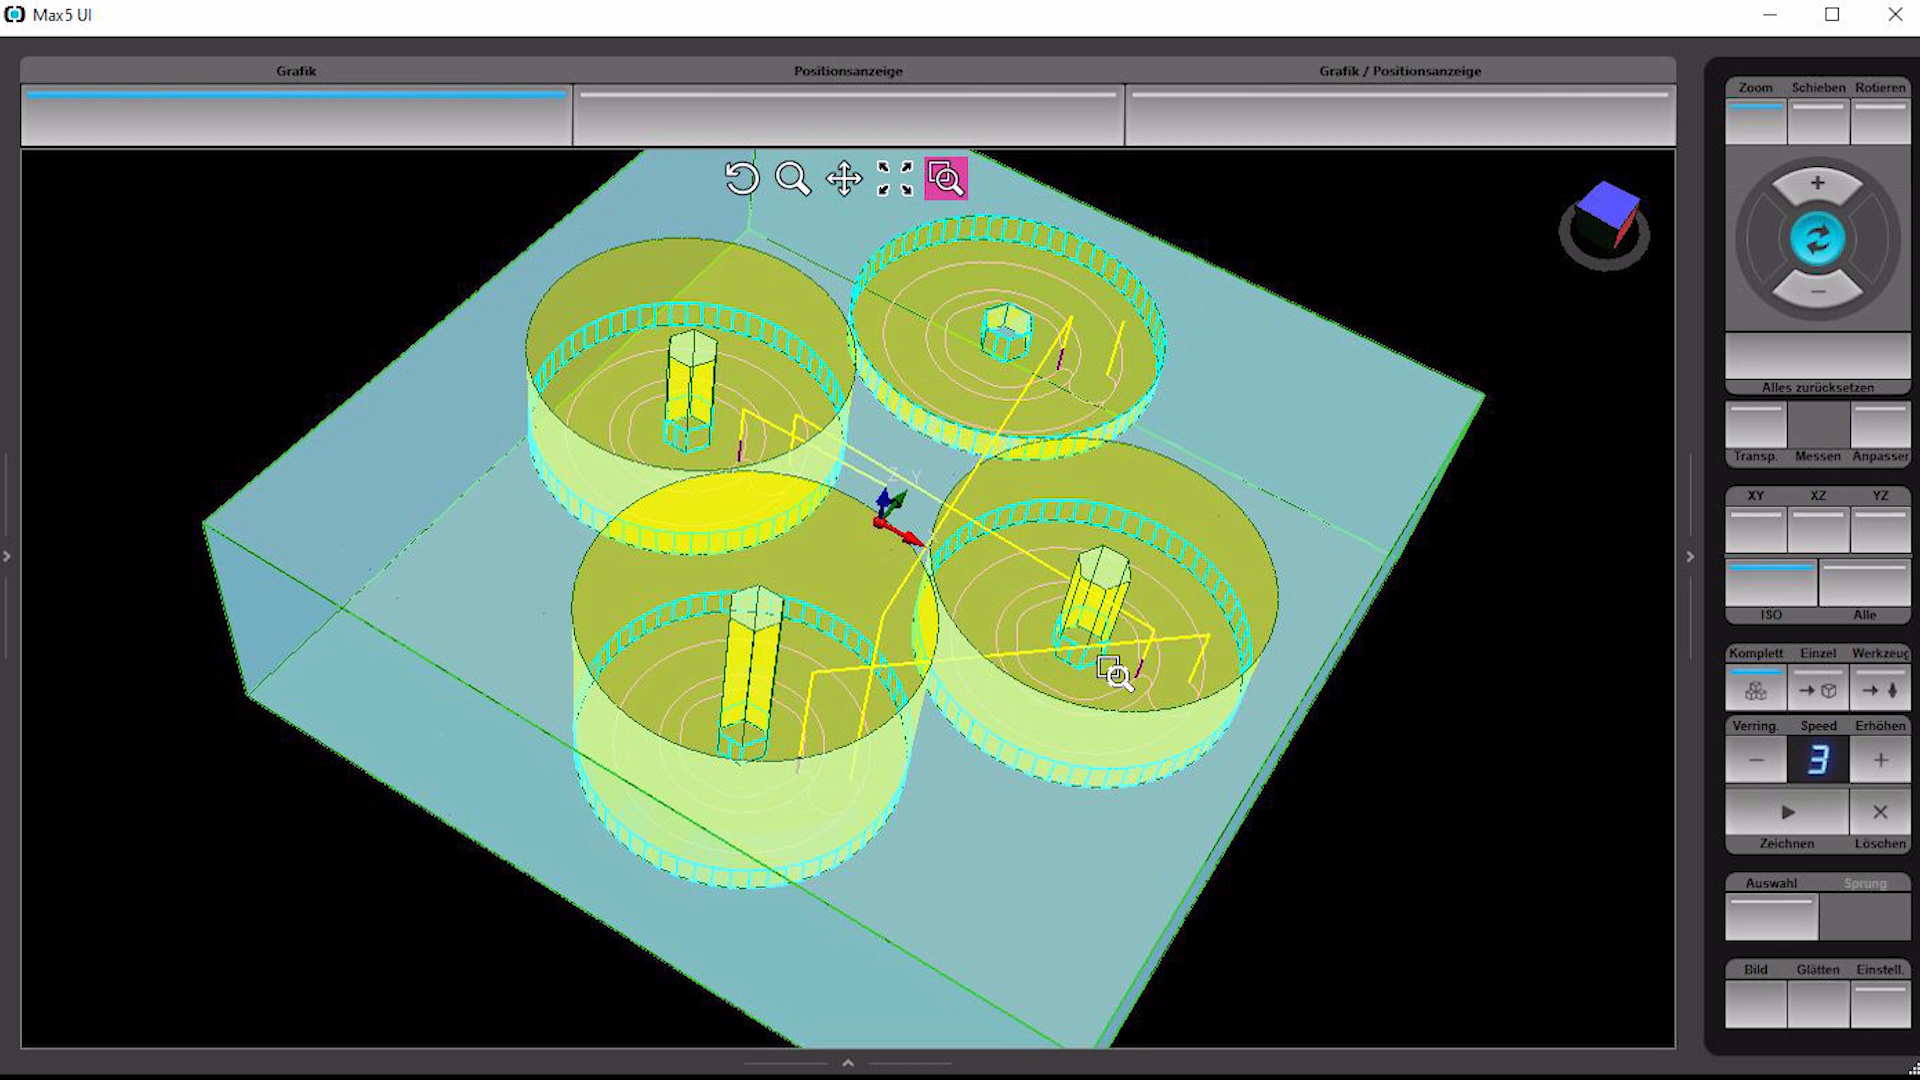 Max5 UI
Grafik
Positionsanzeige
Grafik / Positionsanzeige
Zoom Schieben Rotieren
Z Y
Alles zurücksetzen
Transp. Messen Anpassen
XY XZ YZ
ISO Alle
Komplett Einzel Werkzeug
Verring. Speed Erhöhen
3
Zeichnen Löschen
Auswahl Sprung
Bild Glätten Einstell.